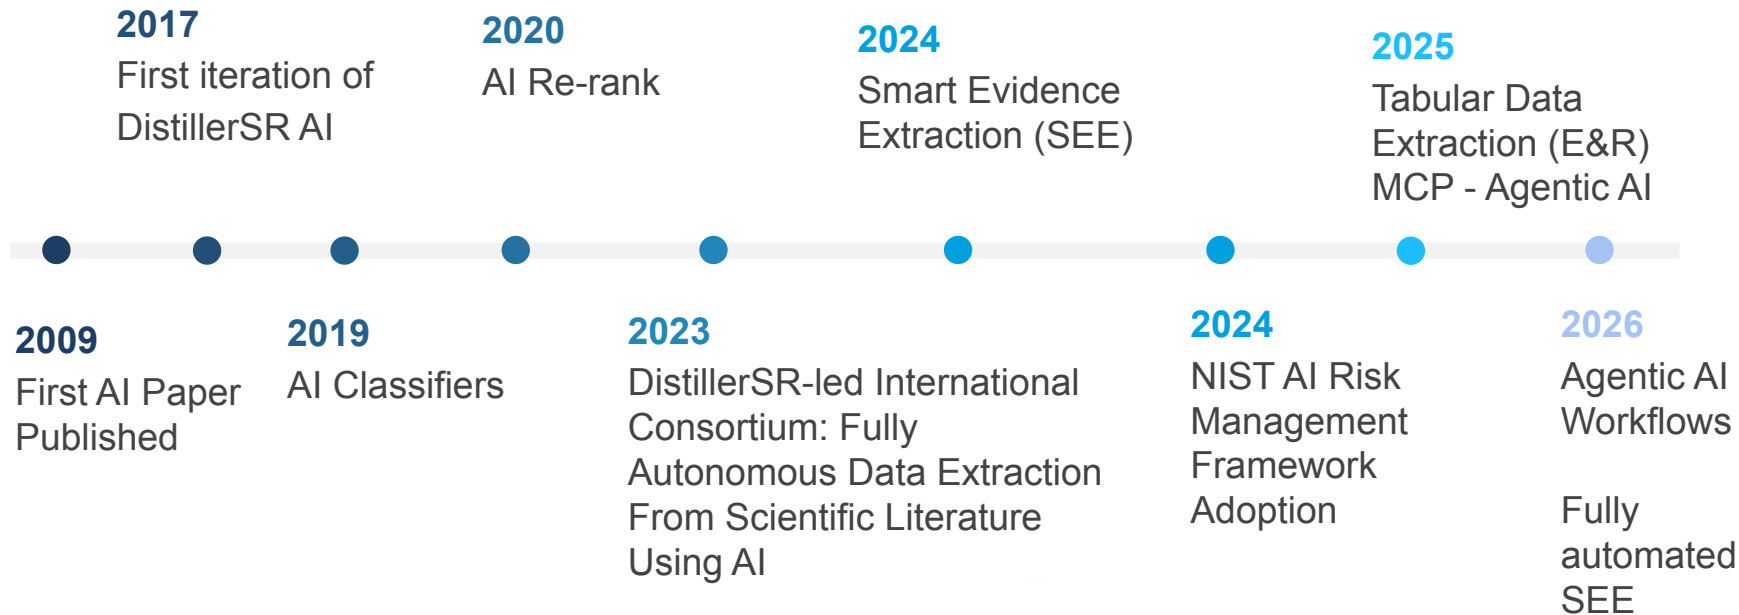 2017
First iteration of
DistillerSR AI
2020
AI Re-rank
2024
Smart Evidence
Extraction (SEE)
2025
Tabular Data
Extraction (E&R)
MCP - Agentic AI
2009
First AI Paper
Published
2019
AI Classifiers
2023
DistillerSR-led International
Consortium: Fully
Autonomous Data Extraction
From Scientific Literature
Using AI
2024
NIST AI Risk
Management
Framework
Adoption
2026
Agentic AI
Workflows
Fully
automated
SEE